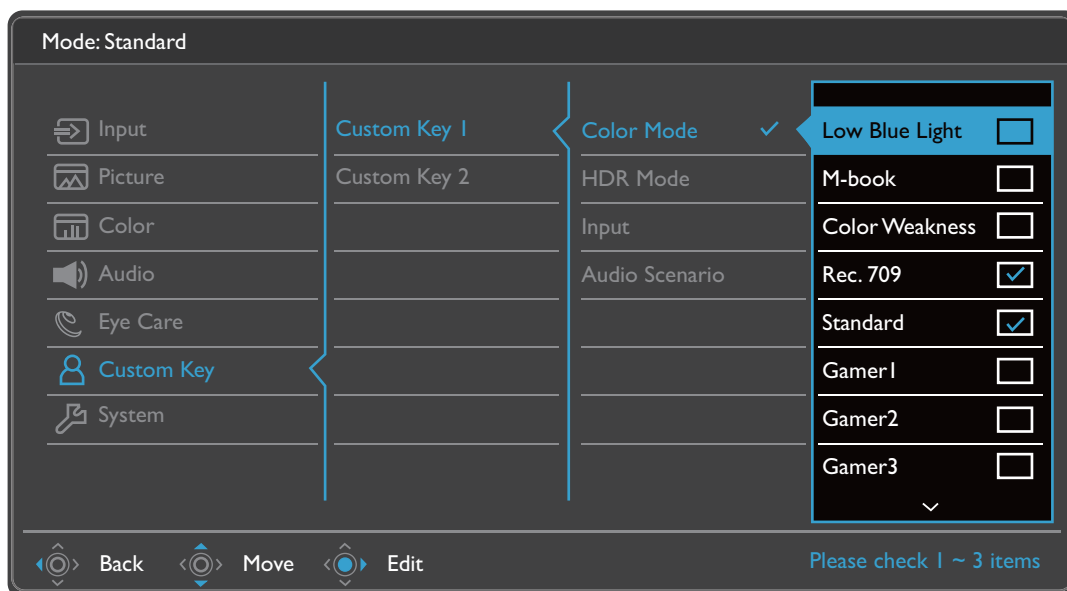 Mode: Standard
Input
Picture
Color
Audio
Eye Care
Custom Key
System
Custom Key 1
Custom Key 2
Color Mode
HDR Mode
Input
Audio Scenario
Low Blue Light
M-book
Color Weakness
Rec. 709
Standard
Gamer1
Gamer2
Gamer3
Back Move Edit Please check 1 ~ 3 items